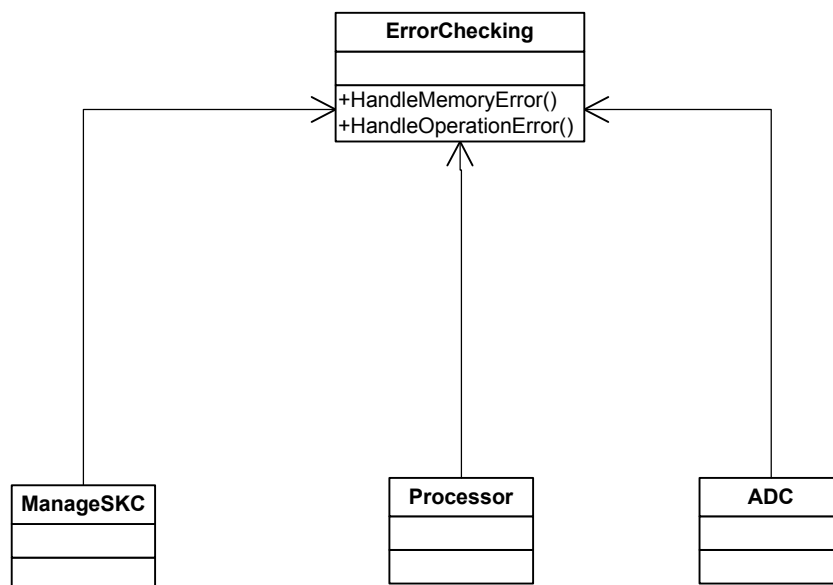 ErrorChecking
+HandleMemoryError()
+HandleOperationError()
ManageSKC
Processor
ADC